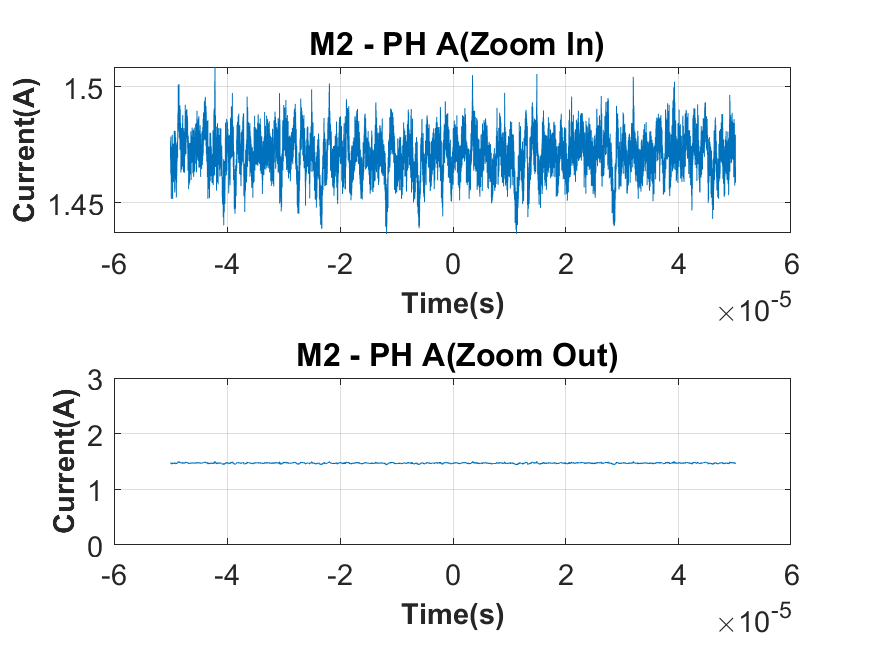 M2 - PH A(Zoom In)
Current(A)
1.5
1.45
-6 -4 -2 0 2 4 6
Time(s)
×10-5
M2 - PH A(Zoom Out)
Current(A)
3
2
1
0
-6 -4 -2 0 2 4 6
Time(s)
×10-5